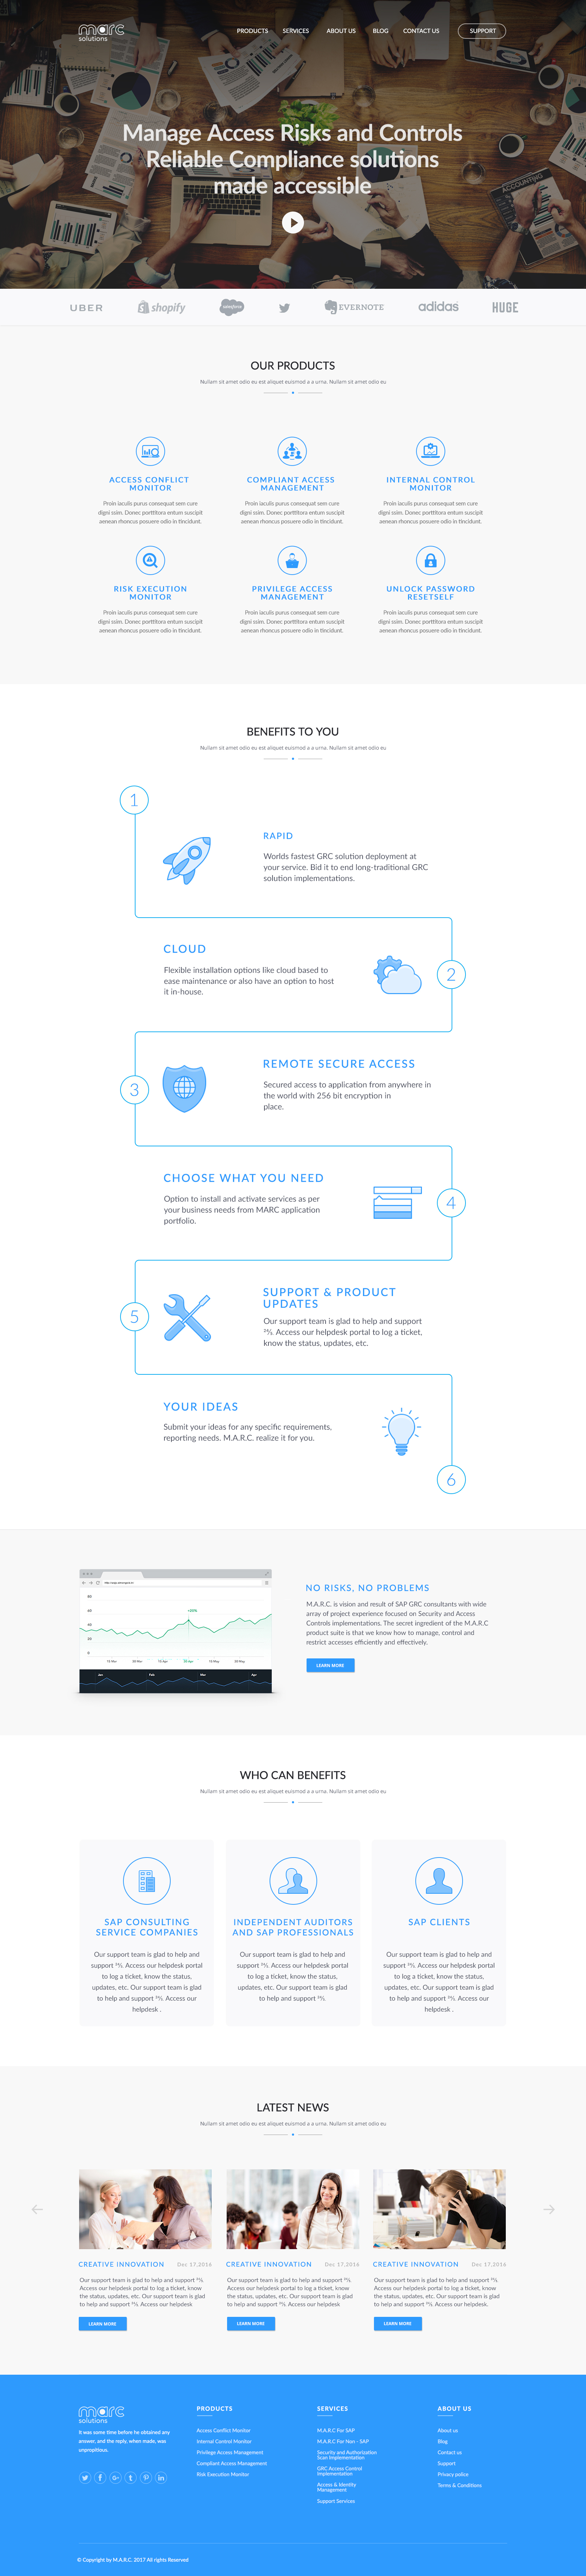 marc
solutions
PRODUCTS SERVICES ABOUT US BLOG CONTACT US SUPPORT
Manage Access Risks and Controls
Reliable Compliance solutions
made accessible
ACCOUNTING
UBER shopify salesforce EVERNOTE adidas HUGE
OUR PRODUCTS
Nullam sit amet odio eu est aliquet euismod a a urna. Nullam sit amet odio eu
ACCESS CONFLICT
MONITOR
Proin iaculis purus consequat sem cure
digni ssim. Donec porttitora entum suscipit
aenean rhoncus posuere odio in tincidunt.
COMPLIANT ACCESS
MANAGEMENT
Proin iaculis purus consequat sem cure
digni ssim. Donec porttitora entum suscipit
aenean rhoncus posuere odio in tincidunt.
INTERNAL CONTROL
MONITOR
Proin iaculis purus consequat sem cure
digni ssim. Donec porttitora entum suscipit
aenean rhoncus posuere odio in tincidunt.
RISK EXECUTION
MONITOR
Proin iaculis purus consequat sem cure
digni ssim. Donec porttitora entum suscipit
aenean rhoncus posuere odio in tincidunt.
PRIVILEGE ACCESS
MANAGEMENT
Proin iaculis purus consequat sem cure
digni ssim. Donec porttitora entum suscipit
aenean rhoncus posuere odio in tincidunt.
UNLOCK PASSWORD
RESETSELF
Proin iaculis purus consequat sem cure
digni ssim. Donec porttitora entum suscipit
aenean rhoncus posuere odio in tincidunt.
BENEFITS TO YOU
Nullam sit amet odio eu est aliquet euismod a a urna. Nullam sit amet odio eu
1
RAPID
Worlds fastest GRC solution deployment at
your service. Bid it to end long-traditional GRC
solution implementations.
CLOUD
Flexible installation options like cloud based to
ease maintenance or also have an option to host
it in-house.
2
3
REMOTE SECURE ACCESS
Secured access to application from anywhere in
the world with 256 bit encryption in
place.
CHOOSE WHAT YOU NEED
Option to install and activate services as per
your business needs from MARC application
portfolio.
4
5
SUPPORT & PRODUCT
UPDATES
Our support team is glad to help and support
²⁴/₅. Access our helpdesk portal to log a ticket,
know the status, updates, etc.
YOUR IDEAS
Submit your ideas for any specific requirements,
reporting needs. M.A.R.C. realize it for you.
6
NO RISKS, NO PROBLEMS
M.A.R.C. is vision and result of SAP GRC consultants with wide
array of project experience focused on Security and Access
Controls implementations. The secret ingredient of the M.A.R.C
product suite is that we know how to manage, control and
restrict accesses efficiently and effectively.
LEARN MORE
WHO CAN BENEFITS
Nullam sit amet odio eu est aliquet euismod a a urna. Nullam sit amet odio eu
SAP CONSULTING
SERVICE COMPANIES
Our support team is glad to help and
support ²⁴/₅. Access our helpdesk portal
to log a ticket, know the status,
updates, etc. Our support team is glad
to help and support ²⁴/₅. Access our
helpdesk .
INDEPENDENT AUDITORS
AND SAP PROFESSIONALS
Our support team is glad to help and
support ²⁴/₅. Access our helpdesk portal
to log a ticket, know the status,
updates, etc. Our support team is glad
to help and support ²⁴/₅.
SAP CLIENTS
Our support team is glad to help and
support ²⁴/₅. Access our helpdesk portal
to log a ticket, know the status,
updates, etc. Our support team is glad
to help and support ²⁴/₅. Access our
helpdesk .
LATEST NEWS
Nullam sit amet odio eu est aliquet euismod a a urna. Nullam sit amet odio eu
CREATIVE INNOVATION Dec 17,2016
Our support team is glad to help and support ²⁴/₅.
Access our helpdesk portal to log a ticket, know
the status, updates, etc. Our support team is glad
to help and support ²⁴/₅. Access our helpdesk
LEARN MORE
CREATIVE INNOVATION Dec 17,2016
Our support team is glad to help and support ²⁴/₅.
Access our helpdesk portal to log a ticket, know
the status, updates, etc. Our support team is glad
to help and support ²⁴/₅. Access our helpdesk
LEARN MORE
CREATIVE INNOVATION Dec 17,2016
Our support team is glad to help and support ²⁴/₅.
Access our helpdesk portal to log a ticket, know
the status, updates, etc. Our support team is glad
to help and support ²⁴/₅. Access our helpdesk.
LEARN MORE
marc
solutions
It was some time before he obtained any
answer, and the reply, when made, was
unpropitious.
PRODUCTS
Access Conflict Monitor
Internal Control Monitor
Privilege Access Management
Compliant Access Management
Risk Execution Monitor
SERVICES
M.A.R.C For SAP
M.A.R.C For Non - SAP
Security and Authorization
Scan Implementation
GRC Access Control
Implementation
Access & Identity
Management
Support Services
ABOUT US
About us
Blog
Contact us
Support
Privacy police
Terms & Conditions
© Copyright by M.A.R.C. 2017 All rights Reserved